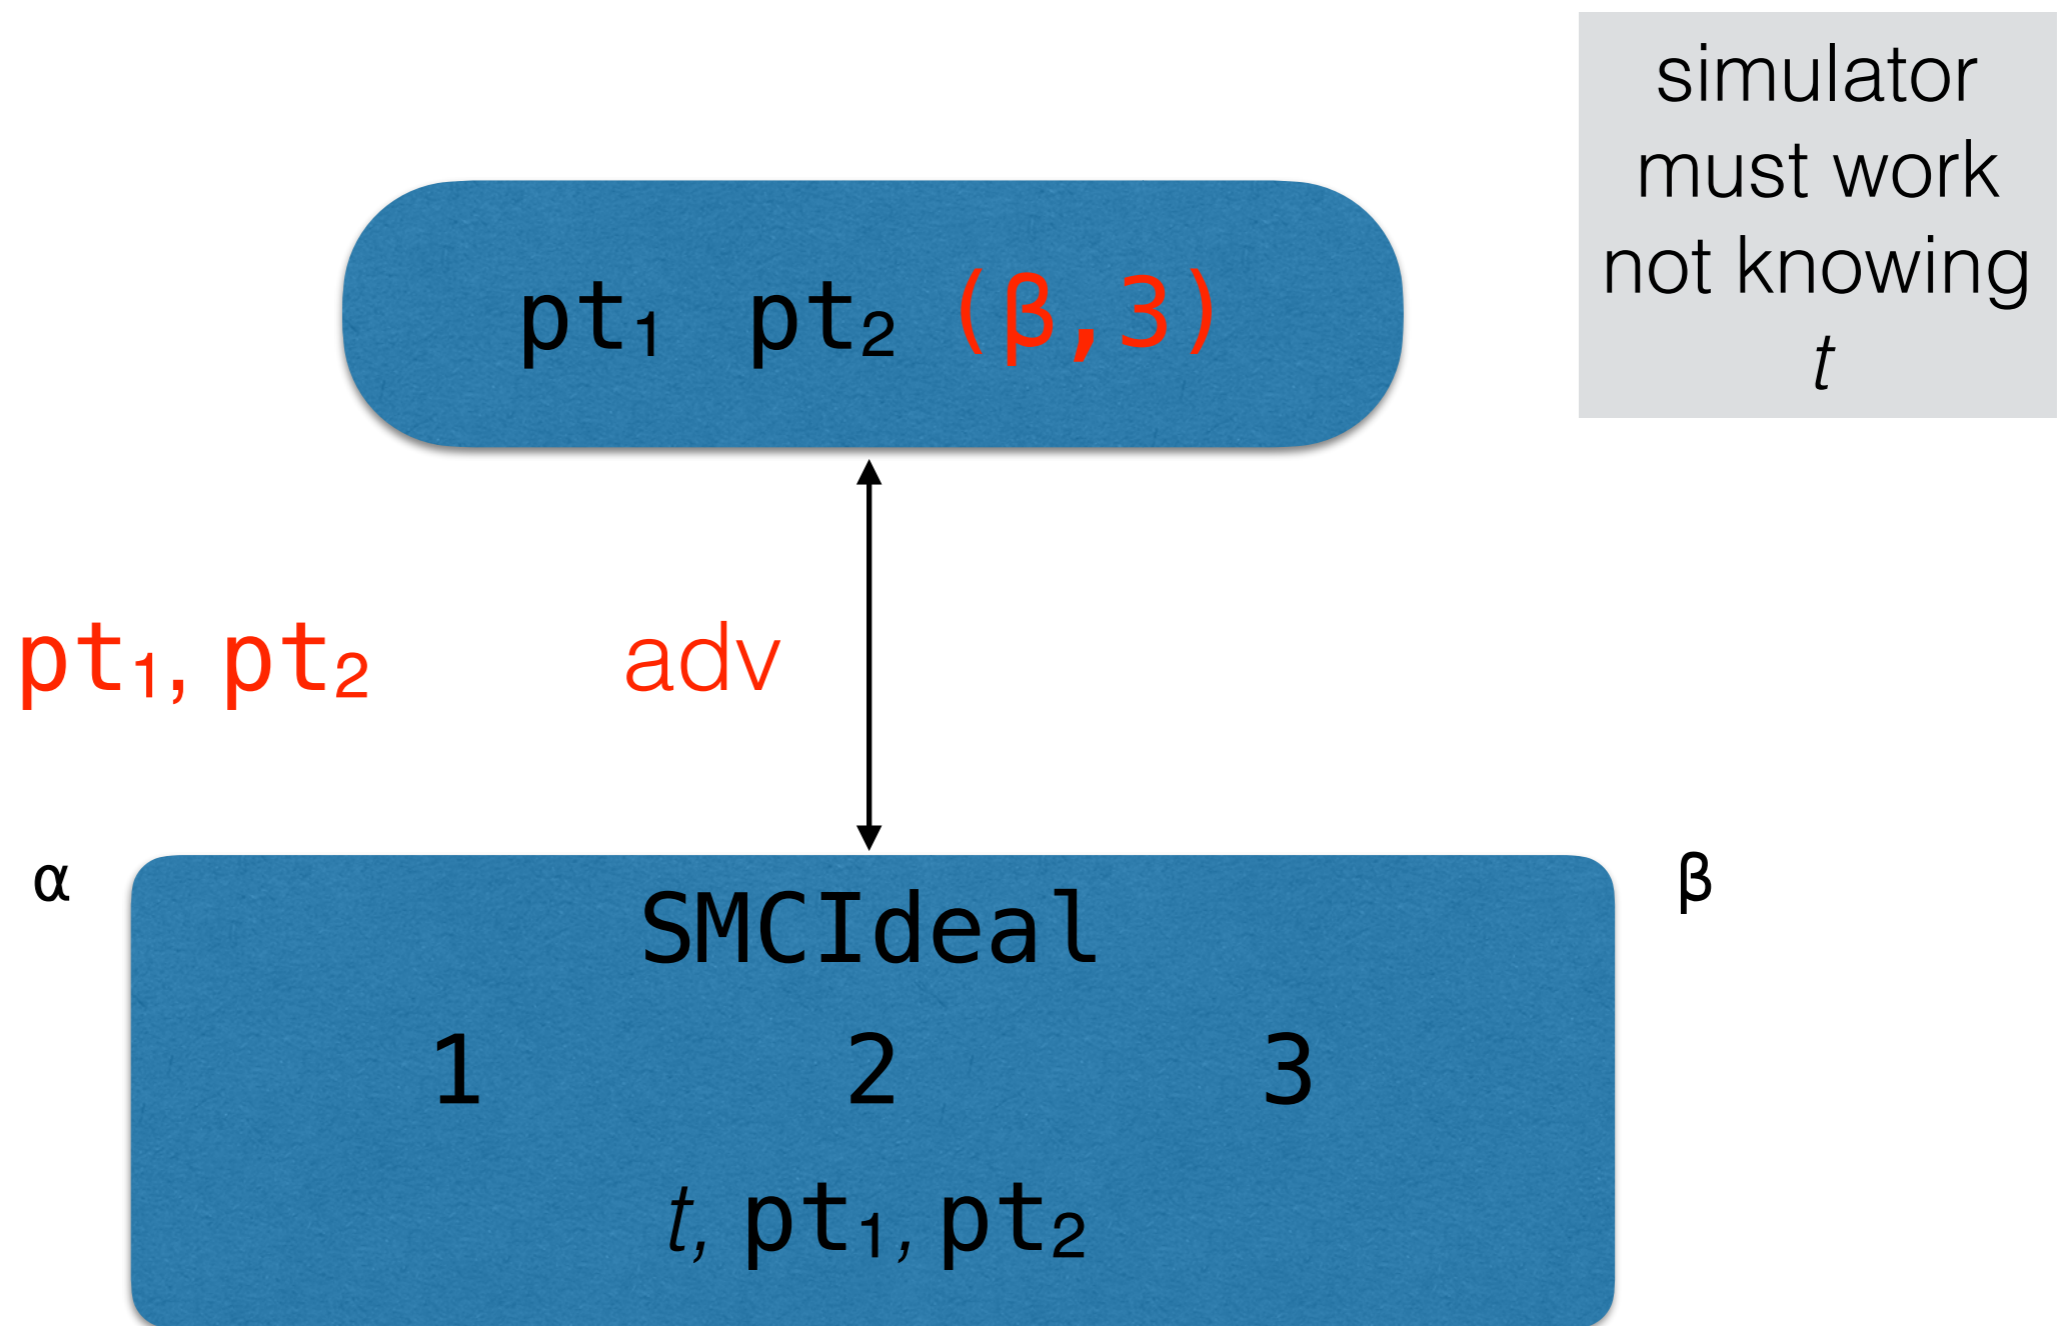 simulator
must work
not knowing
t
pt₁ pt₂ (β,3)
pt₁, pt₂
adv
α
β
SMCIdeal
1 2 3
t, pt₁, pt₂